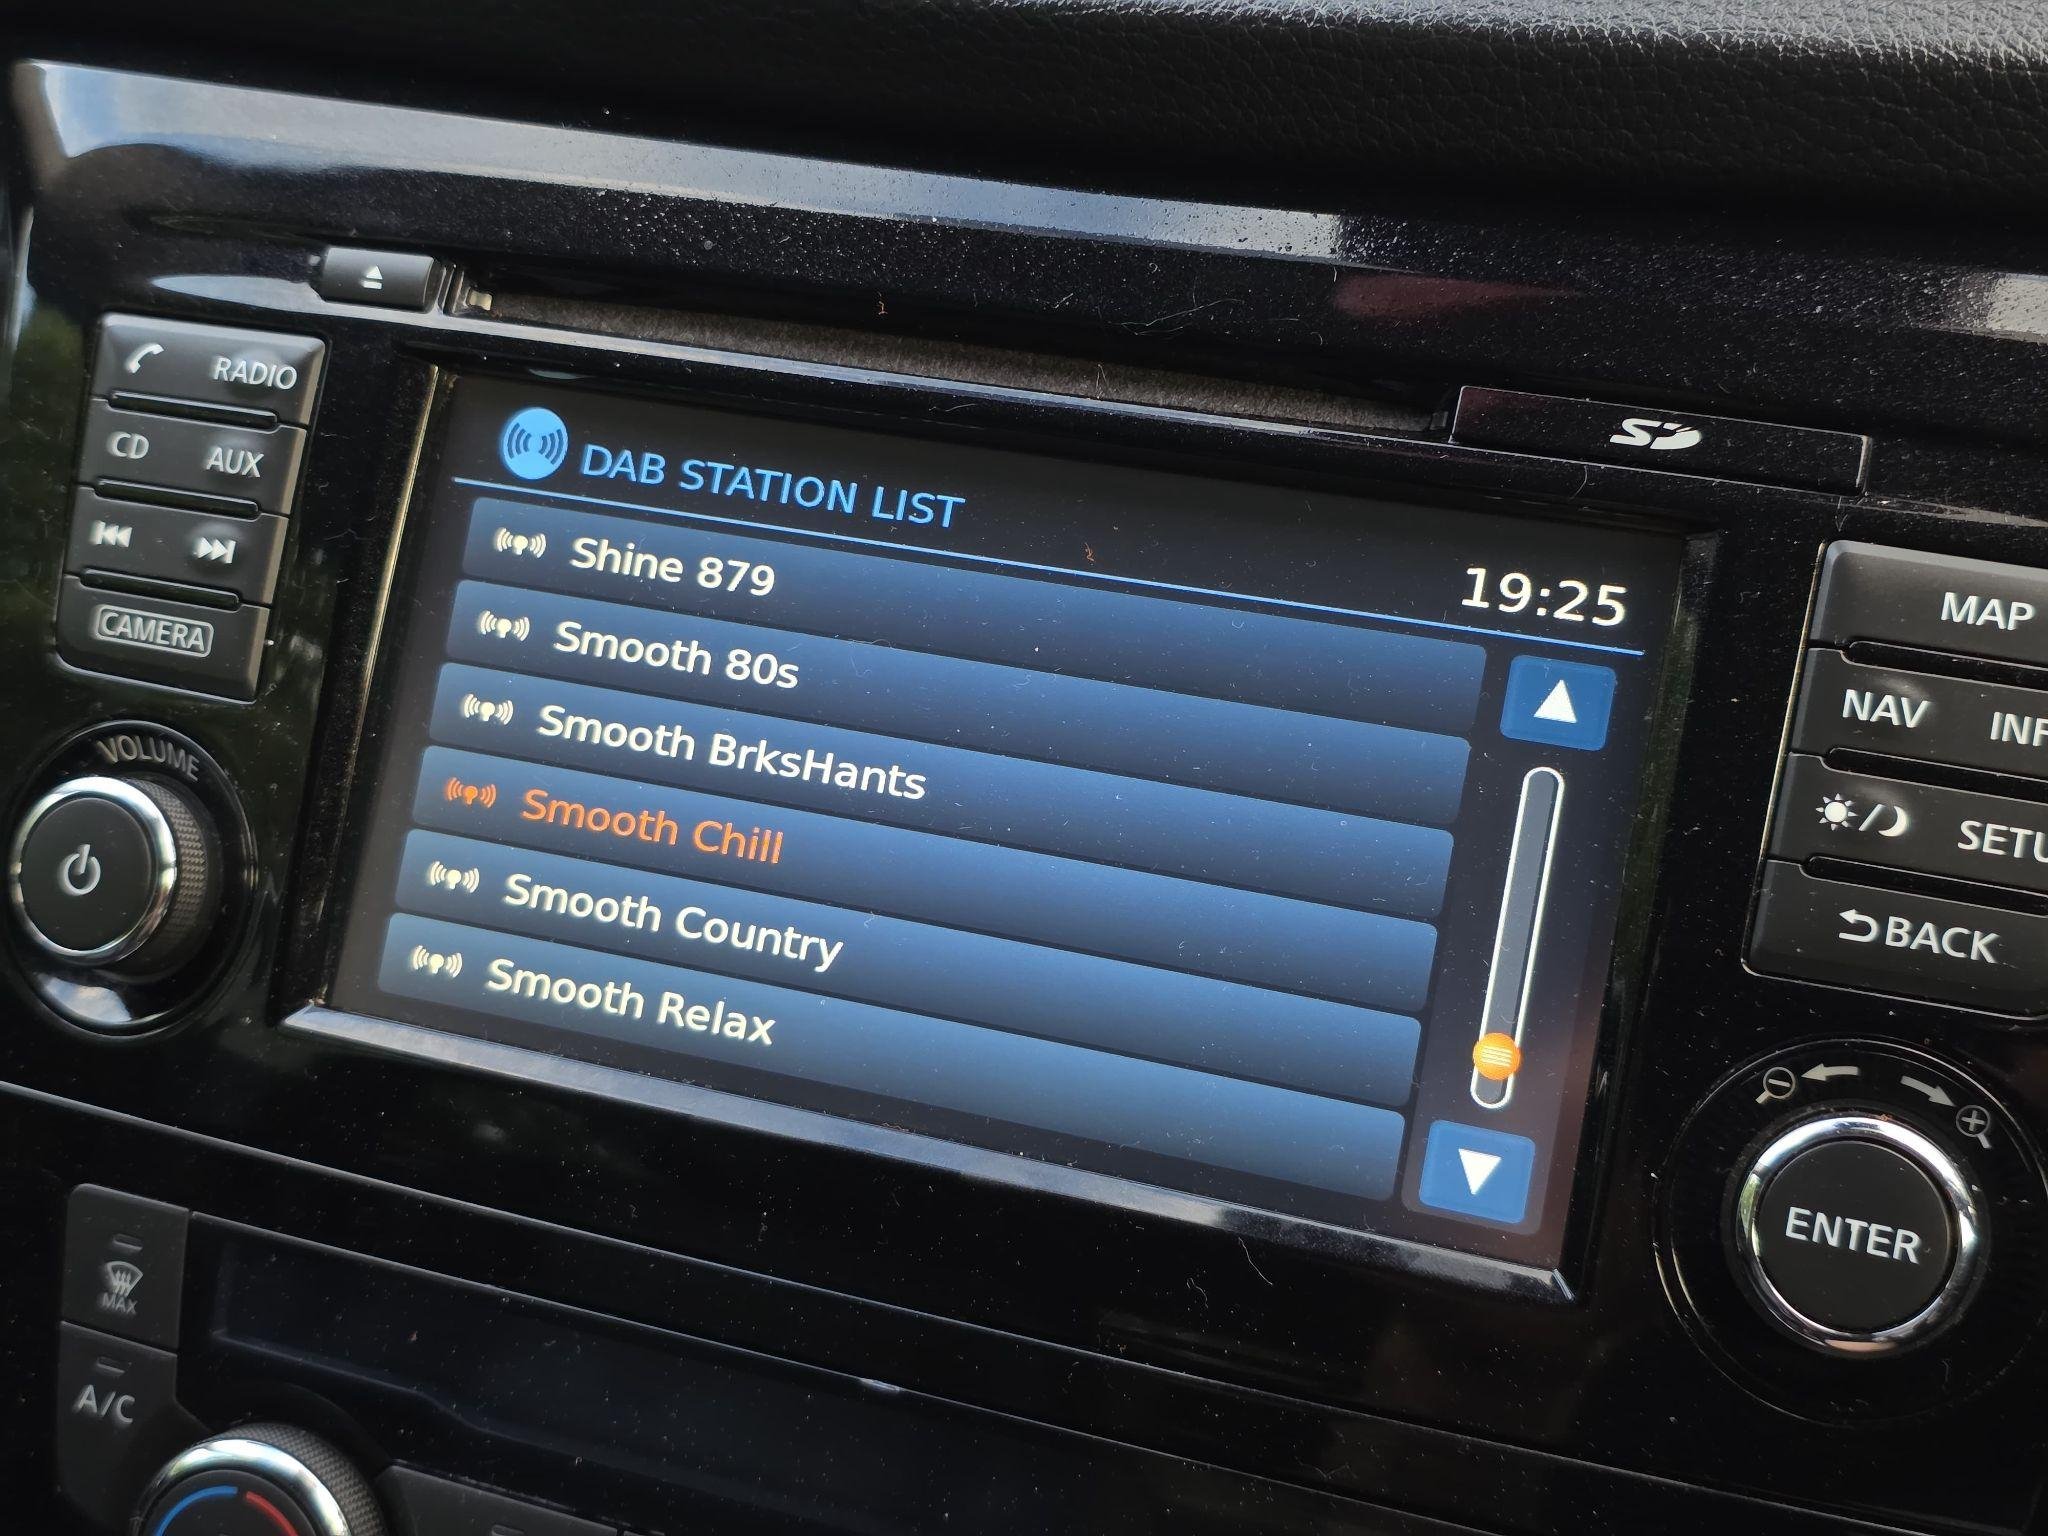 RADIO
CD AUX
CAMERA
VOLUME
SD
DAB STATION LIST
19:25
Shine 879
Smooth 80s
Smooth BrksHants
Smooth Chill
Smooth Country
Smooth Relax
MAP
NAV INF
SETU
BACK
ENTER
MAX
A/C